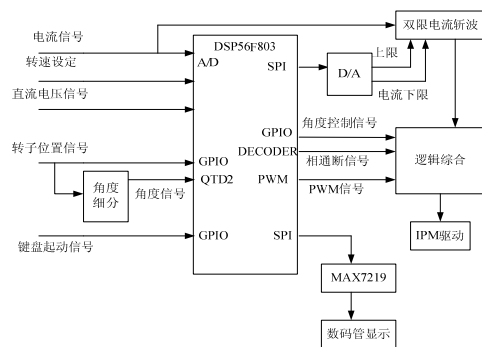 电流信号
转速设定
直流电压信号
转子位置信号
角度
细分
角度信号
键盘起动信号
DSP56F803
A/D
SPI
GPIO
GPIO
DECODER
QTD2
PWM
GPIO
SPI
D/A
上限
电流下限
双限电流斩波
角度控制信号
相通断信号
PWM信号
逻辑综合
IPM驱动
MAX7219
数码管显示